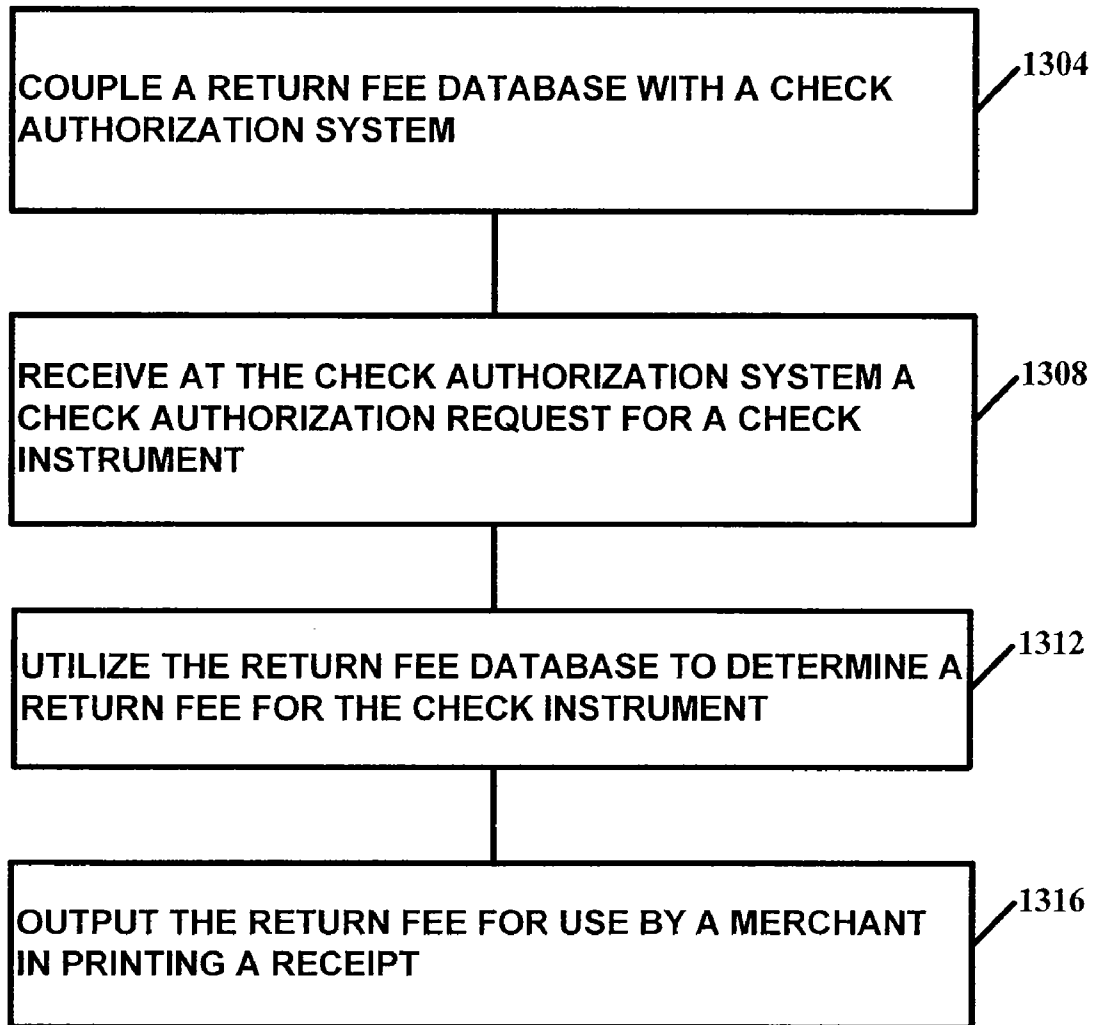 COUPLE A RETURN FEE DATABASE WITH A CHECK
AUTHORIZATION SYSTEM
1304
RECEIVE AT THE CHECK AUTHORIZATION SYSTEM A
CHECK AUTHORIZATION REQUEST FOR A CHECK
INSTRUMENT
1308
UTILIZE THE RETURN FEE DATABASE TO DETERMINE A
RETURN FEE FOR THE CHECK INSTRUMENT
1312
OUTPUT THE RETURN FEE FOR USE BY A MERCHANT
IN PRINTING A RECEIPT
1316